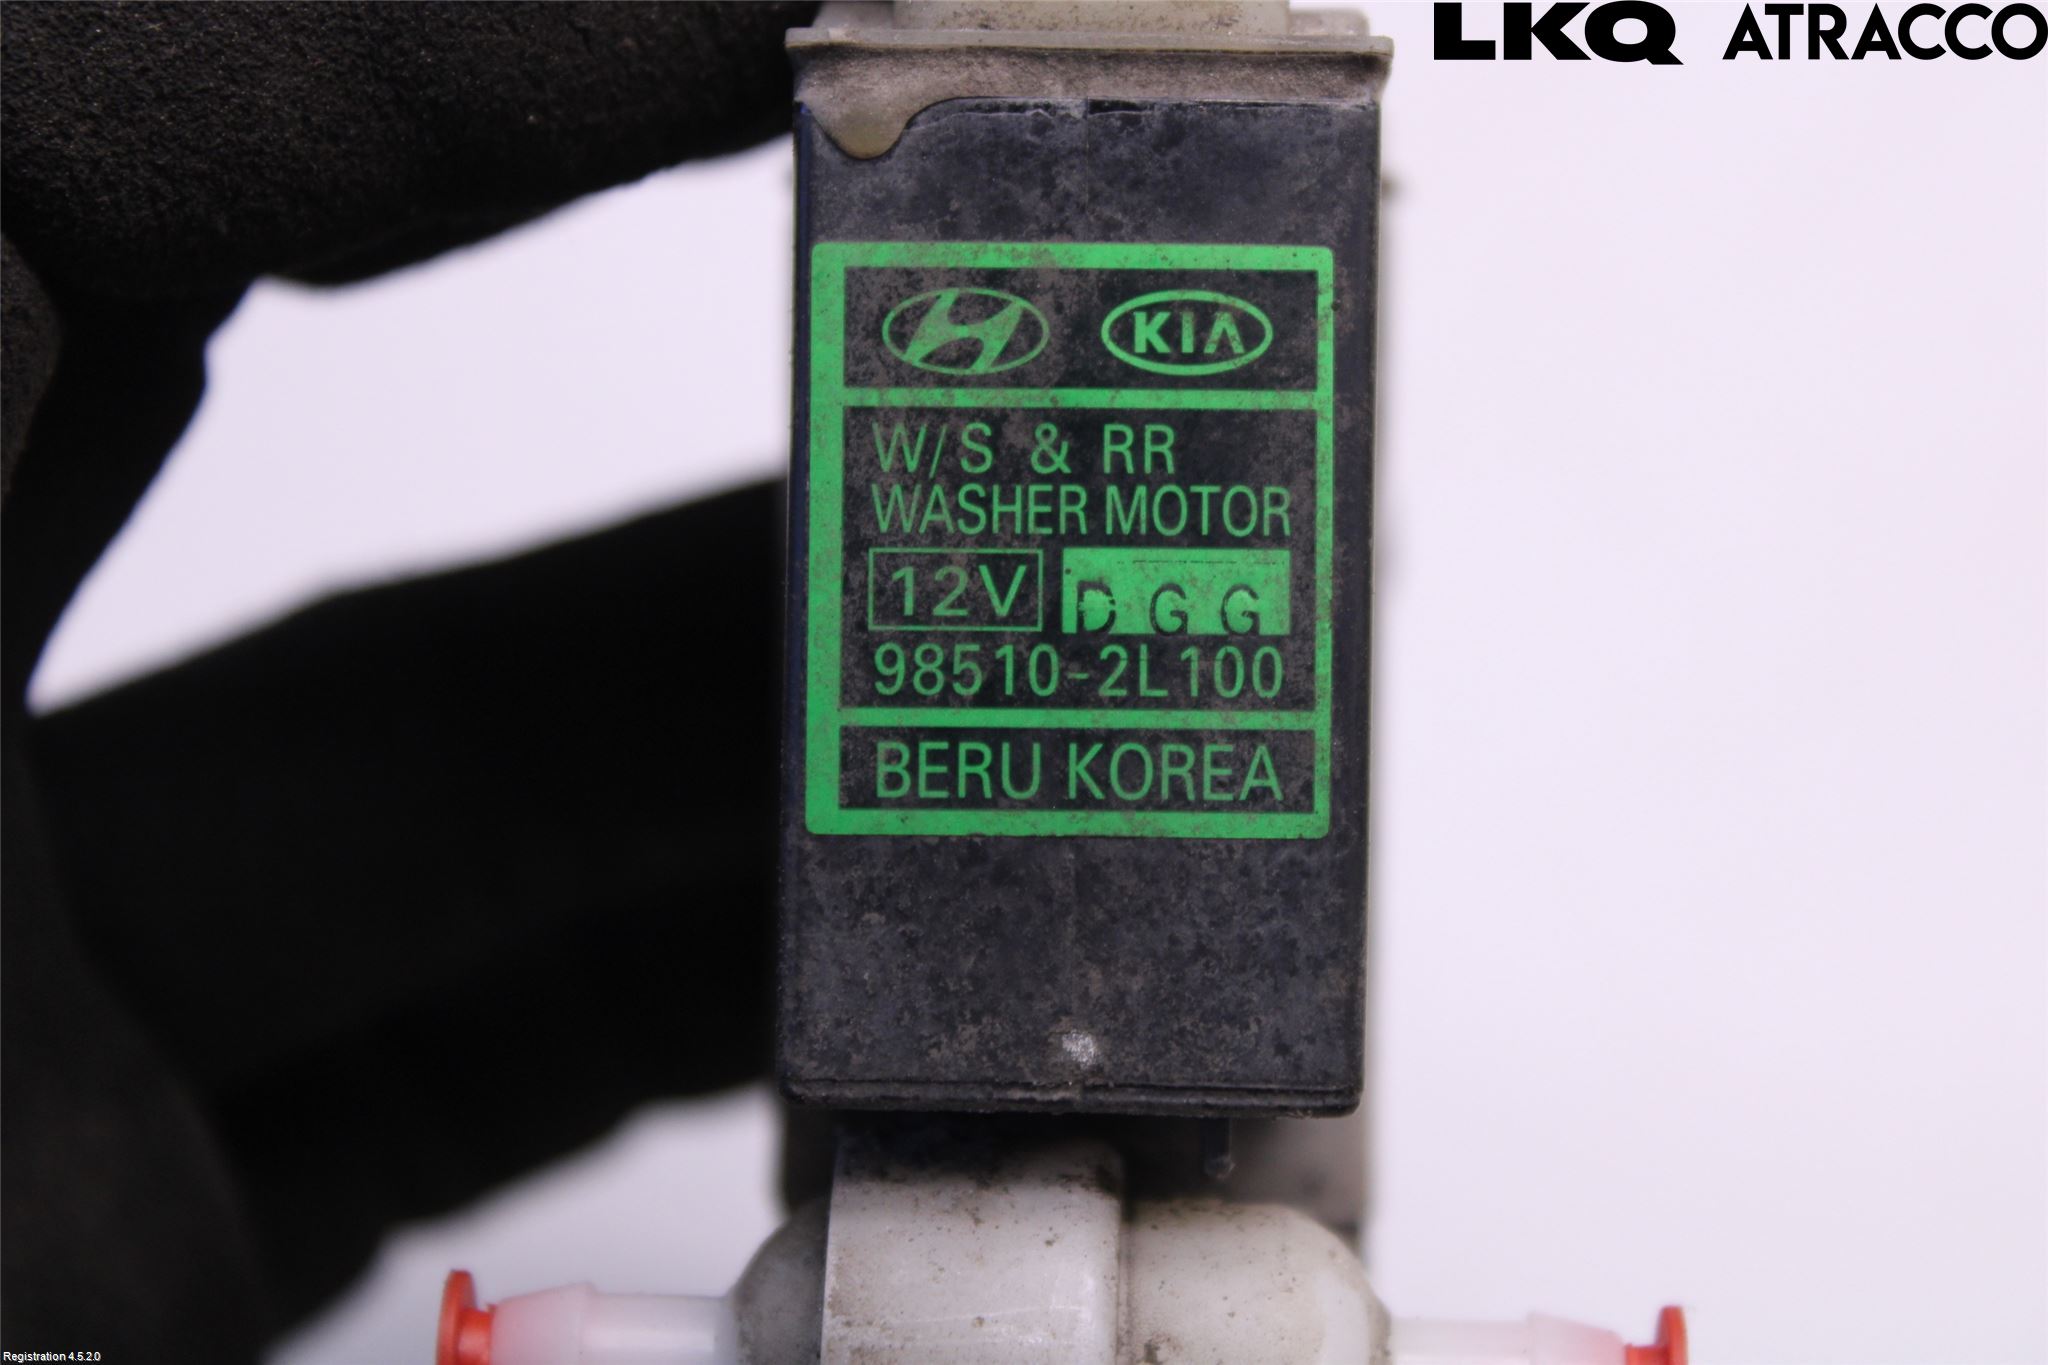 LKQ ATRACCO
KIA
W/S & RR
WASHER MOTOR
12V DGG
98510-2L100
BERU KOREA
Registration 4.5.2.0